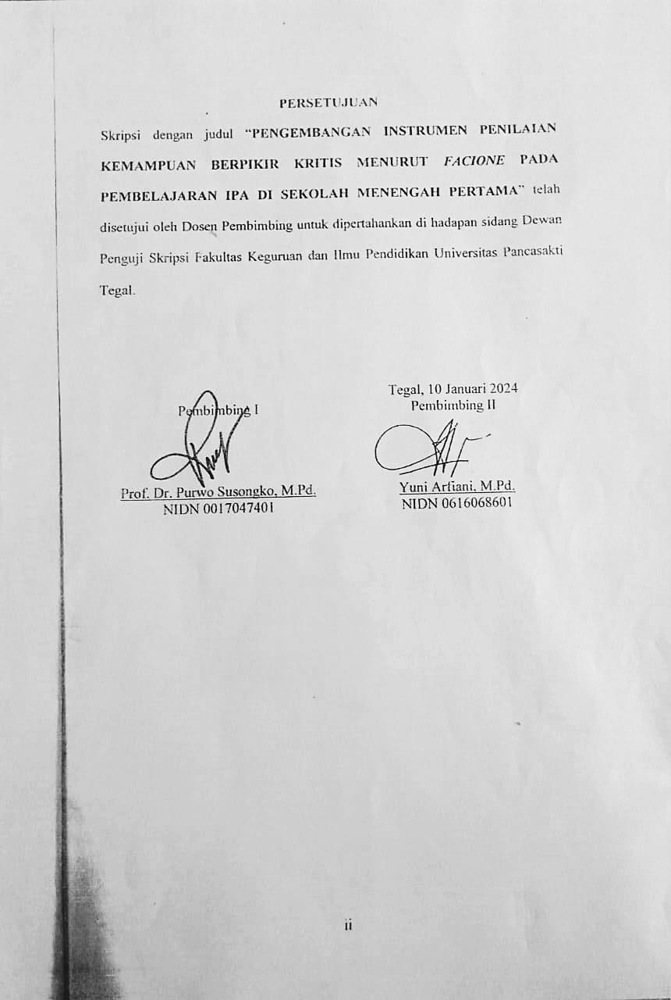 PERSETUJUAN
Skripsi dengan judul “PENGEMBANGAN INSTRUMEN PENILAIAN
KEMAMPUAN BERPIKIR KRITIS MENURUT FACIONE PADA
PEMBELAJARAN IPA DI SEKOLAH MENENGAH PERTAMA” telah
disetujui oleh Dosen Pembimbing untuk dipertahankan di hadapan sidang Dewan
Penguji Skripsi Fakultas Keguruan dan Ilmu Pendidikan Universitas Pancasakti
Tegal.
Tegal, 10 Januari 2024
Pembimbing I
Pembimbing II
Prof. Dr. Purwo Susongko, M.Pd.
Yuni Arfiani, M.Pd.
NIDN 0017047401
NIDN 0616068601
ii